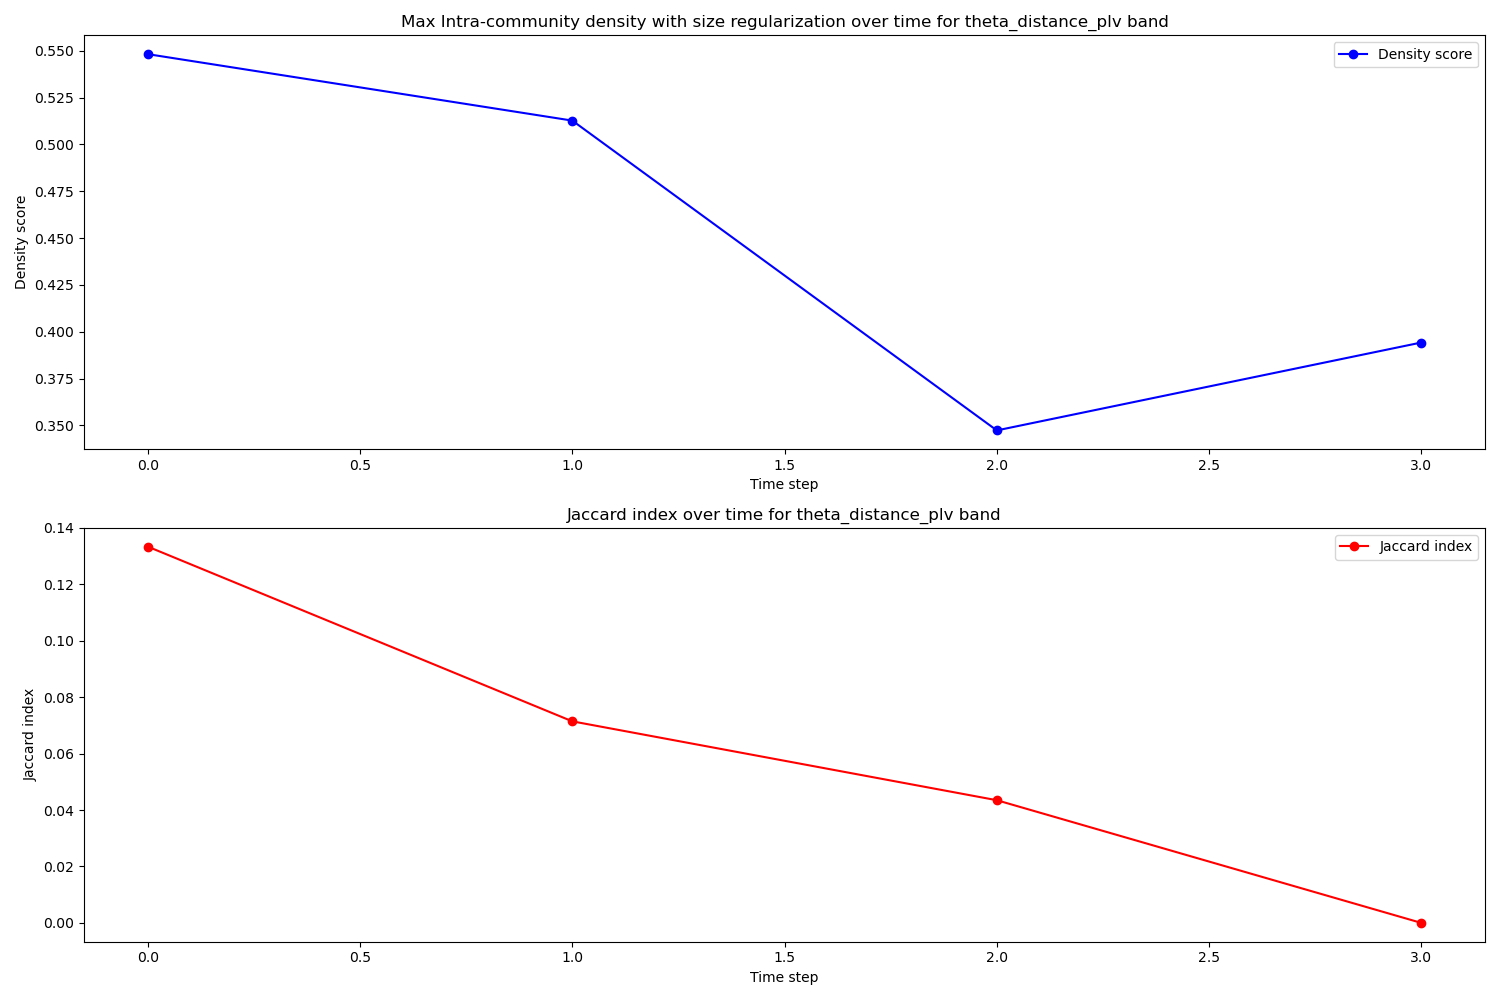 Max Intra-community density with size regularization over time for theta_distance_plv band
Density score
0.550
0.525
0.500
0.475
0.450
0.425
0.400
0.375
0.350
Density score
0.0 0.5 1.0 1.5 2.0 2.5 3.0
Time step
Jaccard index over time for theta_distance_plv band
Jaccard index
0.14
0.12
0.10
0.08
0.06
0.04
0.02
0.00
Jaccard index
0.0 0.5 1.0 1.5 2.0 2.5 3.0
Time step